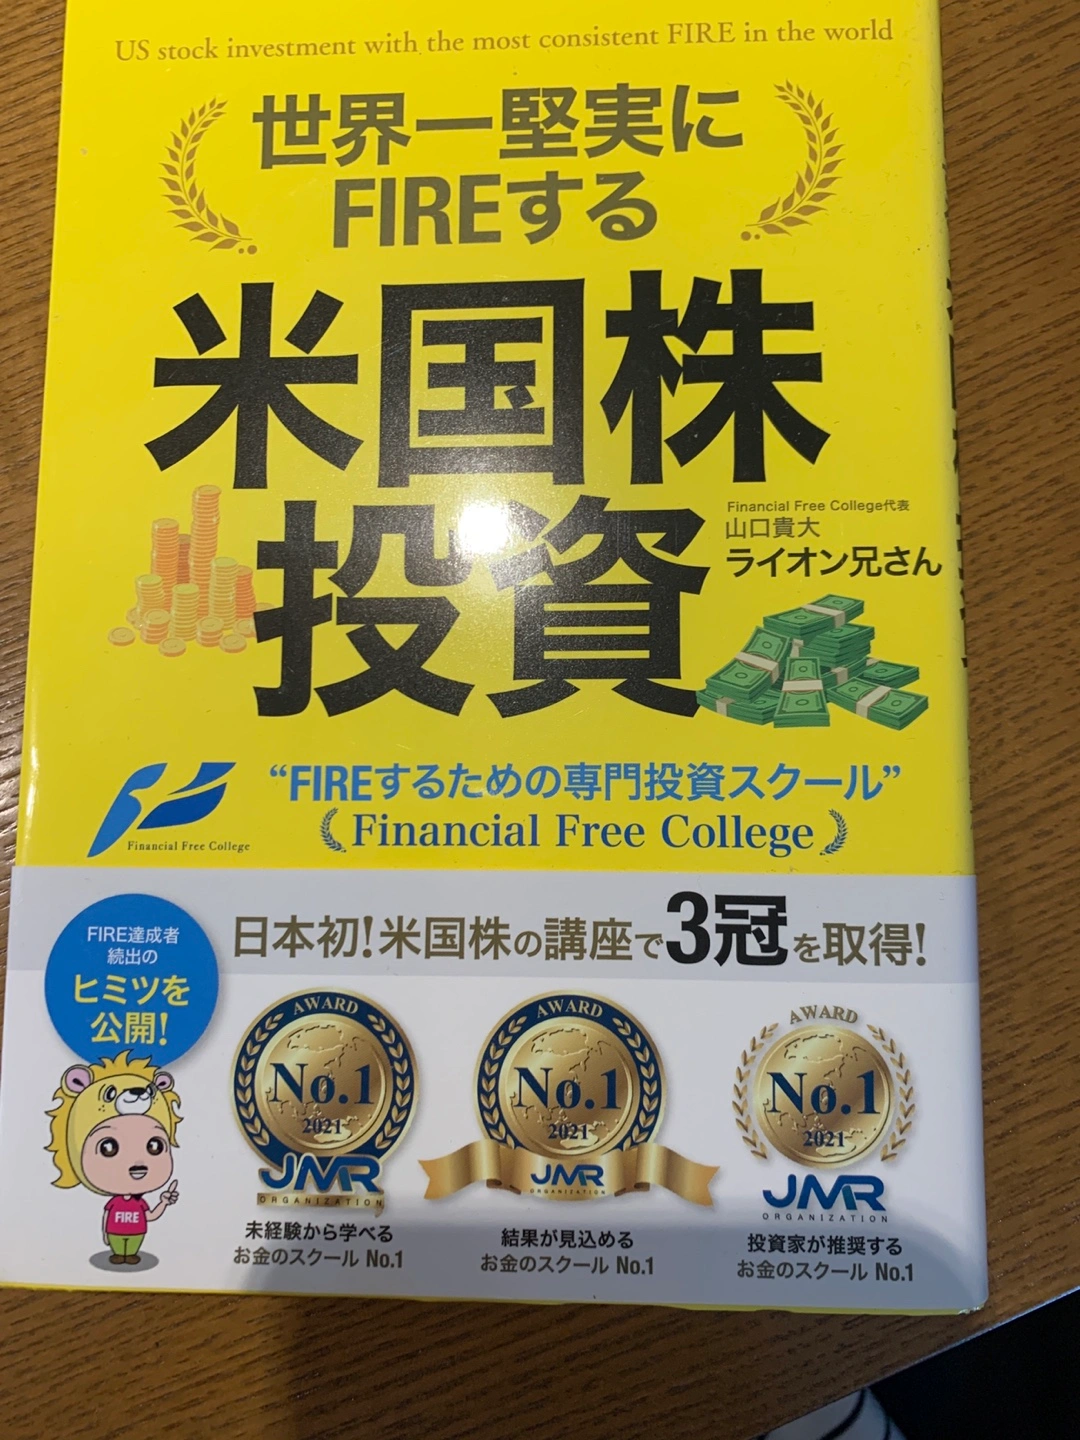 US stock investment with the most consistent FIRE in the world
世界一堅実に
FIREする
米国株
投資
Financial Free College代表
山口貴大
ライオン兄さん
Financial Free College
“FIREするための専門投資スクール”
Financial Free College
FIRE達成者
続出の
ヒミツを
公開!
日本初!米国株の講座で3冠を取得!
AWARD
No.1
2021
JMR
ORGANIZATION
未経験から学べる
お金のスクール No.1
AWARD
No.1
2021
JMR
ORGANIZATION
結果が見込める
お金のスクール No.1
AWARD
No.1
2021
JMR
ORGANIZATION
投資家が推奨する
お金のスクール No.1
FIRE